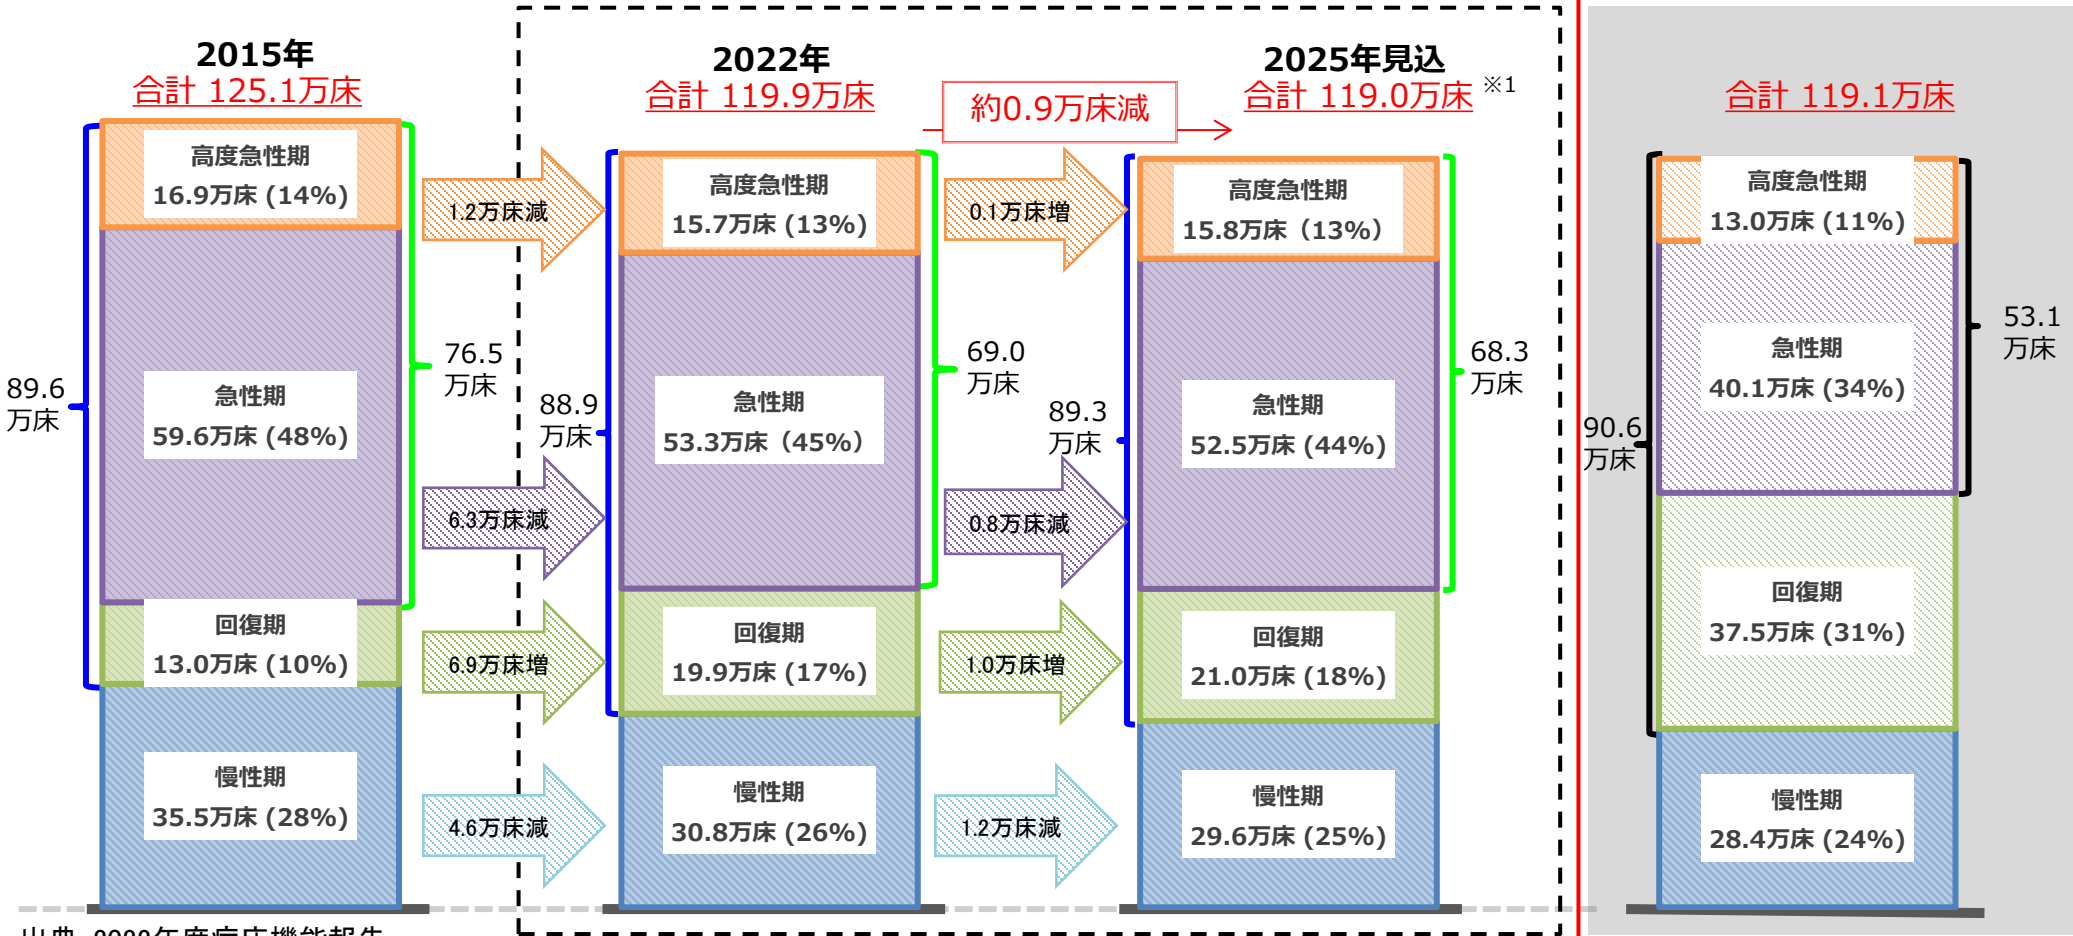 2015年
合計 125.1万床
高度急性期
16.9万床 (14%)
急性期
59.6万床 (48%)
回復期
13.0万床 (10%)
慢性期
35.5万床 (28%)
89.6
万床
76.5
万床
1.2万床減
6.3万床減
6.9万床増
4.6万床減
2022年
合計 119.9万床
高度急性期
15.7万床 (13%)
急性期
53.3万床（45%）
回復期
19.9万床 (17%)
慢性期
30.8万床 (26%)
88.9
万床
69.0
万床
約0.9万床減
0.1万床増
0.8万床減
1.0万床増
1.2万床減
2025年見込
合計 119.0万床 ※1
高度急性期
15.8万床（13%）
急性期
52.5万床 (44%)
回復期
21.0万床 (18%)
慢性期
29.6万床 (25%)
89.3
万床
68.3
万床
合計 119.1万床
高度急性期
13.0万床 (11%)
急性期
40.1万床 (34%)
回復期
37.5万床 (31%)
慢性期
28.4万床 (24%)
90.6
万床
53.1
万床